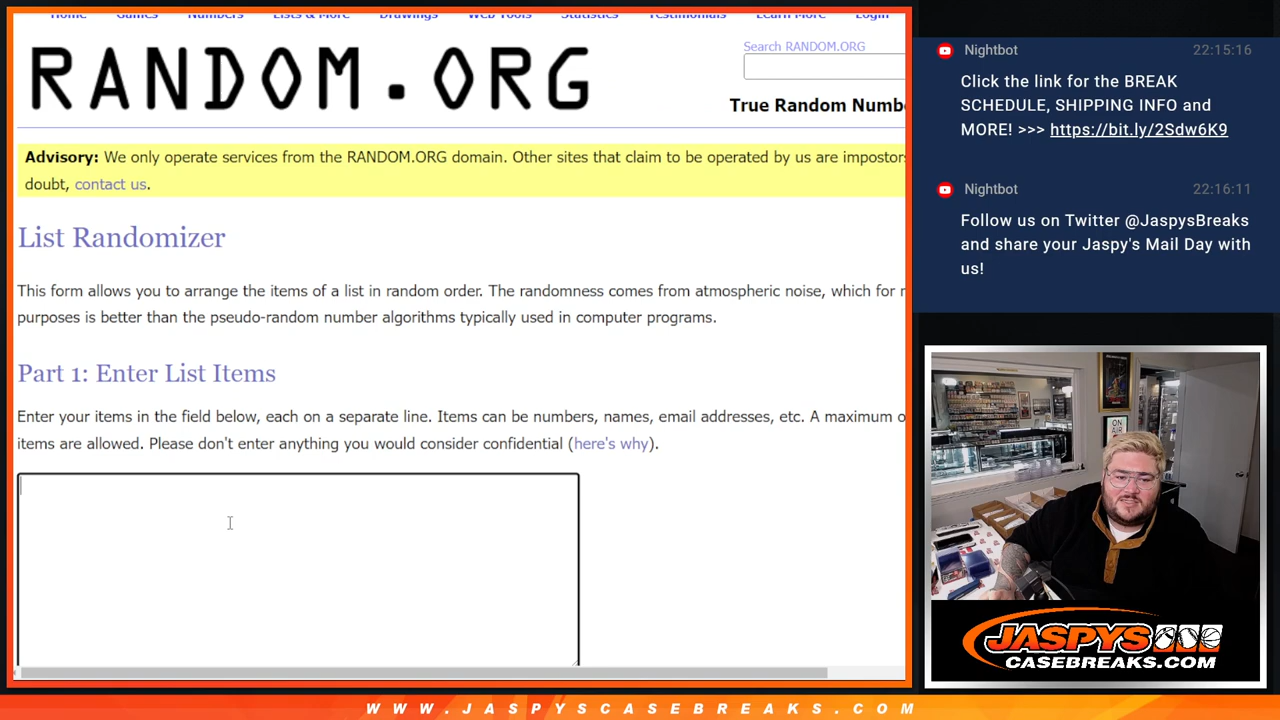 Home Games Numbers Lists & More Drawings Web Tools Statistics Testimonials Learn More Login
RANDOM.ORG
Search RANDOM.ORG
True Random Numb
Advisory: We only operate services from the RANDOM.ORG domain. Other sites that claim to be operated by us are impostors
doubt, contact us.
List Randomizer
This form allows you to arrange the items of a list in random order. The randomness comes from atmospheric noise, which for
purposes is better than the pseudo-random number algorithms typically used in computer programs.
Part 1: Enter List Items
Enter your items in the field below, each on a separate line. Items can be numbers, names, email addresses, etc. A maximum
items are allowed. Please don't enter anything you would consider confidential (here's why).
Nightbot 22:15:16
Click the link for the BREAK
SCHEDULE, SHIPPING INFO and
MORE! >>> https://bit.ly/2Sdw6K9
Nightbot 22:16:11
Follow us on Twitter @JaspysBreaks
and share your Jaspy's Mail Day with
us!
ON
AIR
JASPYS
CASEBREAKS.COM
WWW.JASPYSCASEBREAKS.COM